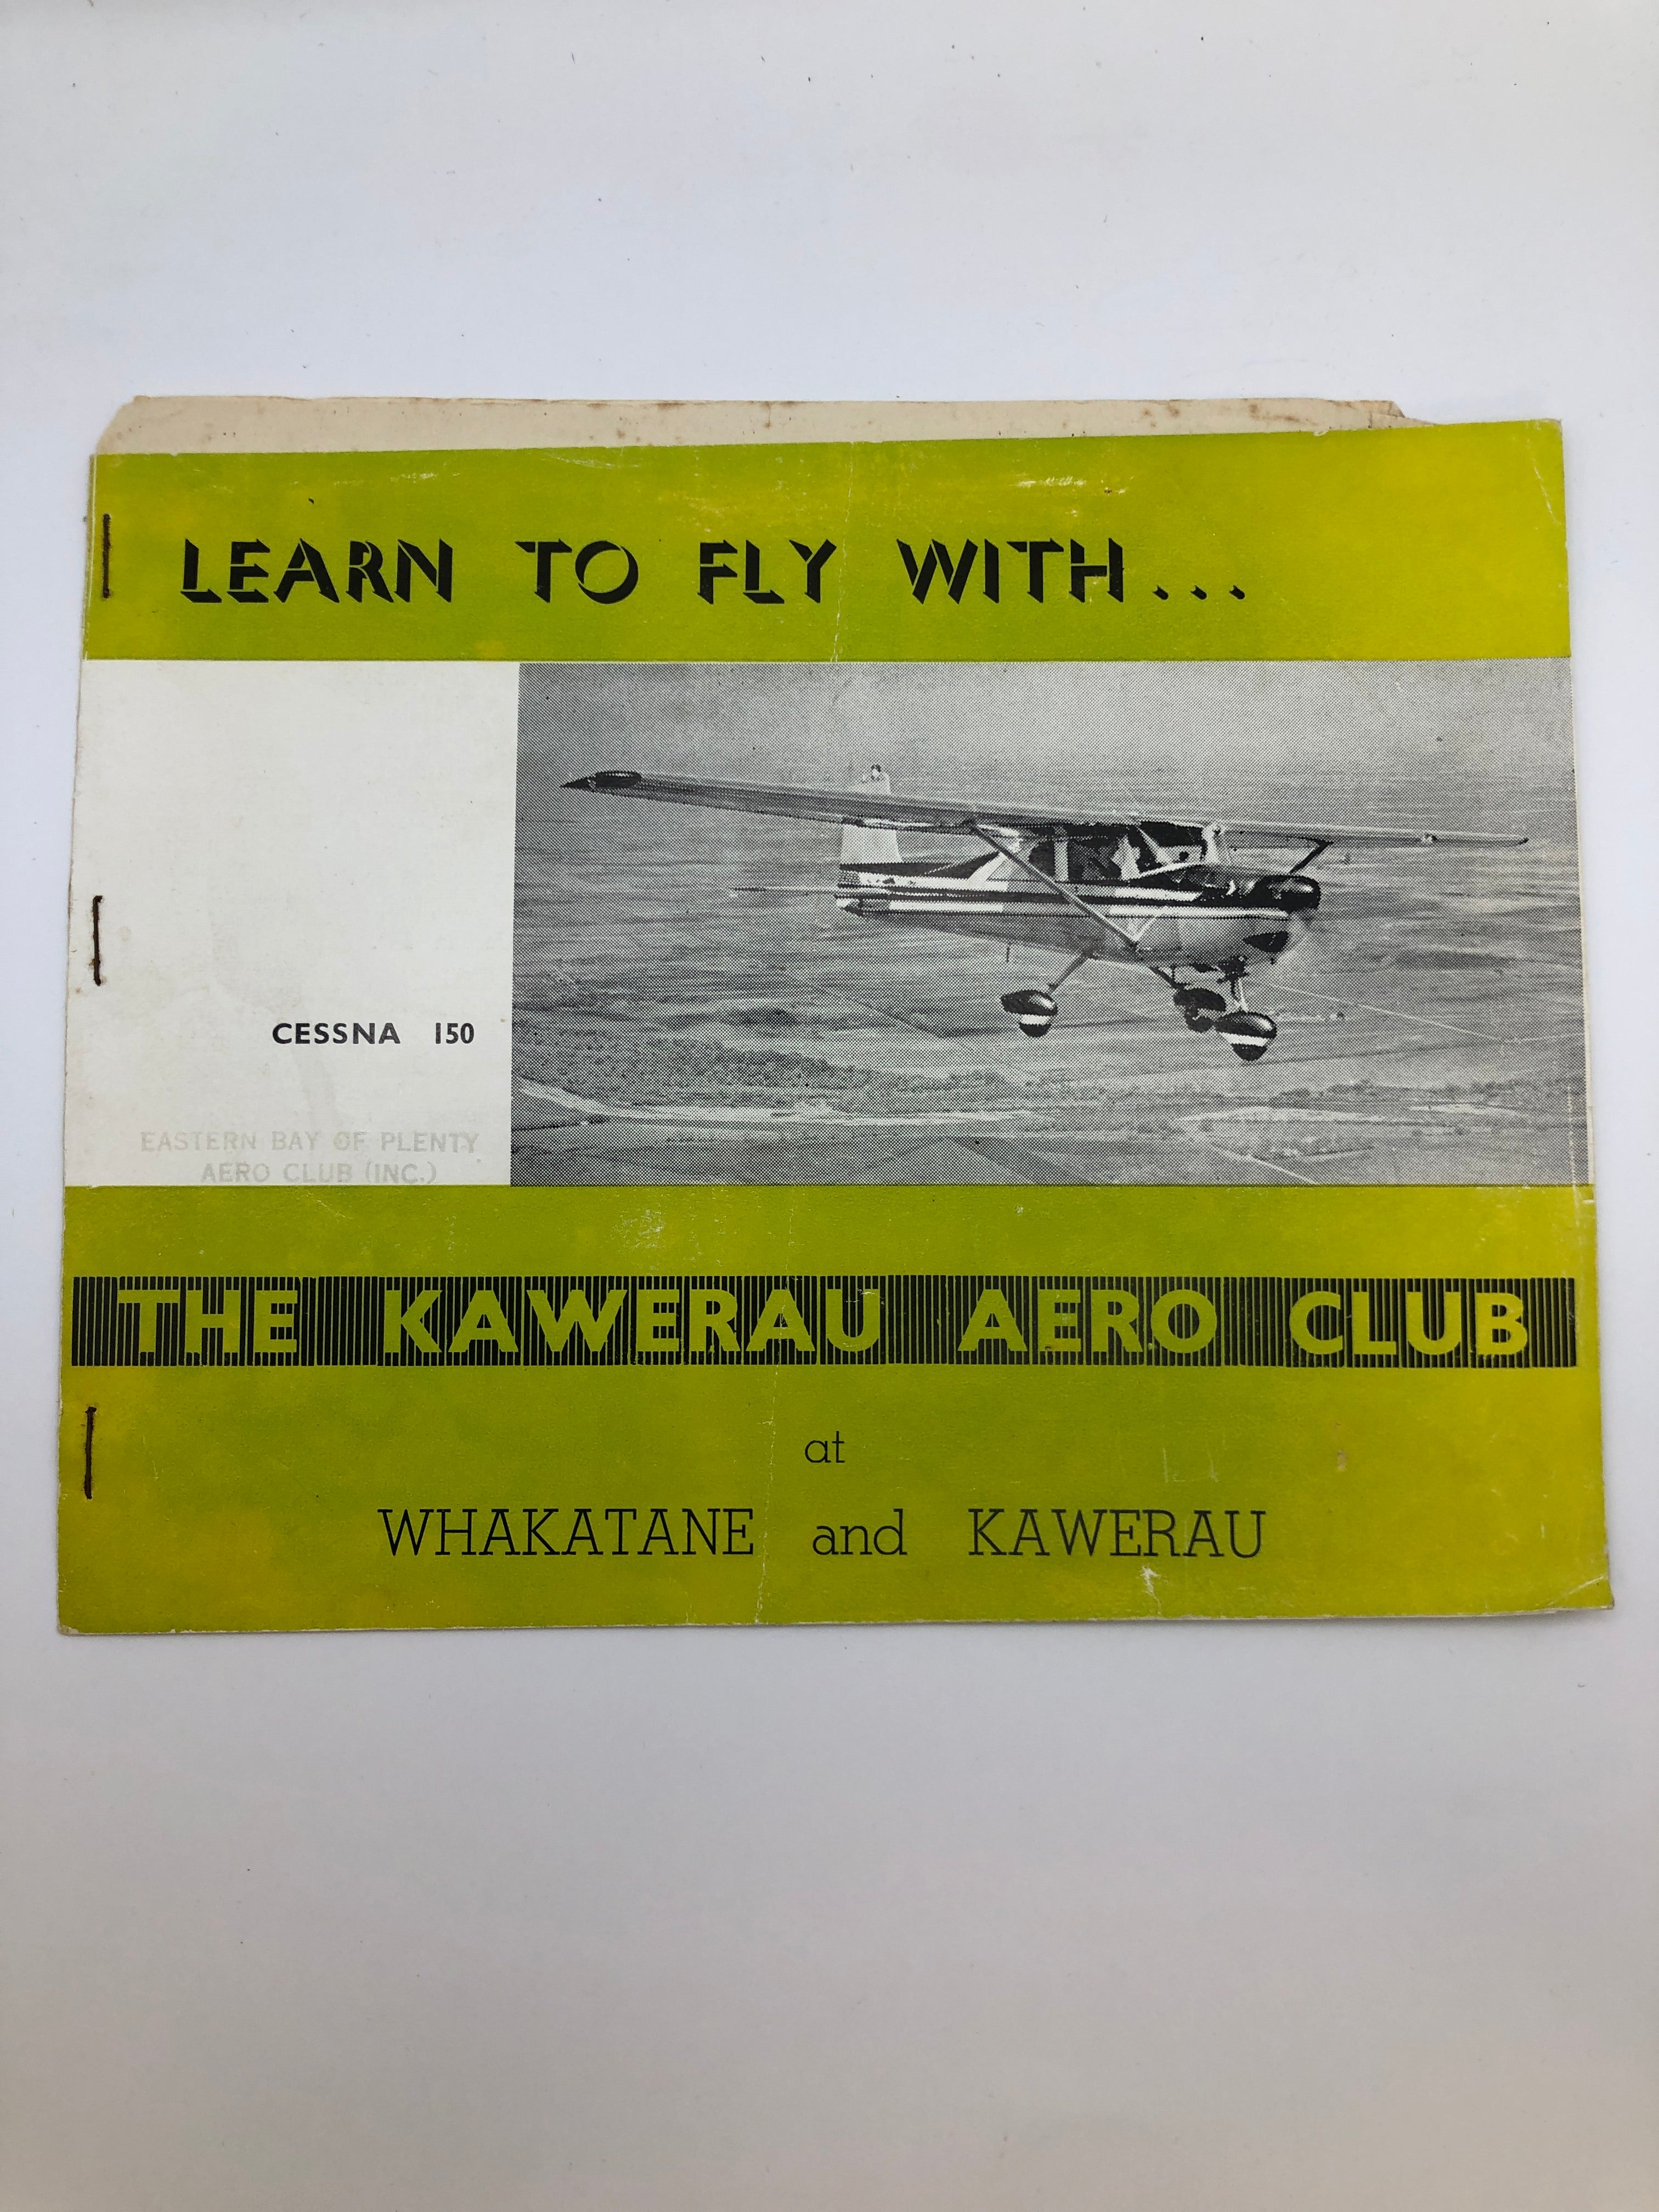 LEARN TO FLY WITH...
CESSNA 150
EASTERN BAY OF PLENTY
AERO CLUB (INC.)
THE KAWERAU AERO CLUB
at
WHAKATANE and KAWERAU